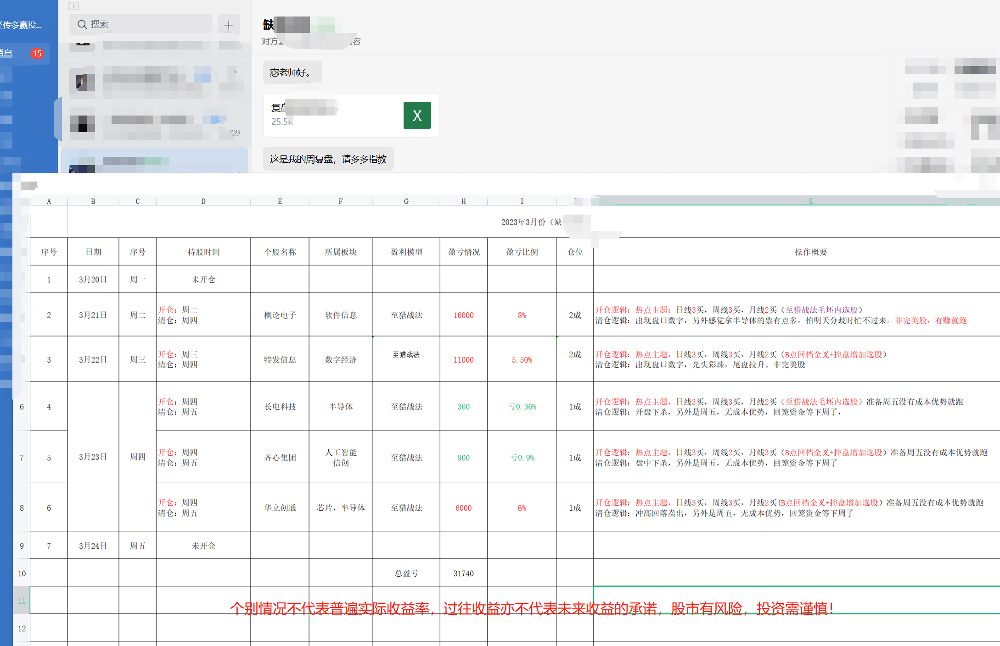 经传多赢投...
消息
15
搜索
缺
对方
容
宓老师好。
复盘
25.5K
X
/09
这是我的周复盘，请多多指教
A B C D E F G H I K
2023年3月份（缺
序号 日期 序号 持股时间 个股名称 所属板块 盈利模型 盈亏情况 盈亏比例 仓位 操作概要
1 3月20日 周一 未开仓
2 3月21日 周二 开仓：周二 概论电子 软件信息 至猎战法 16000 8% 2成 开仓逻辑：热点主题：日线3买，周线3买，月线2买（至猎战法毛坯内选股）
清仓：周四 清仓逻辑：出现盘口数字，另外感觉拿半导体的票有点多，怕明天分歧时忙不过来。非完美股，有赚就跑
3 3月22日 周三 开仓：周三 特发信息 数字经济 至猎战法 11000 5.50% 2成 开仓逻辑：热点主题，日线3买，周线3买，月线2买（B点回档金叉+控盘增加选股）
清仓：周四 清仓逻辑：出现盘口数字，光头彩珠，尾盘拉升。非完美股
6 4 开仓：周四 长电科技 半导体 至猎战法 360 亏0.36% 1成 开仓逻辑：热点主题，日线3买，周线3买，月线2买（至猎战法毛坯内选股）准备周五没有成本优势就跑
清仓：周五 清仓逻辑：开盘下杀，另外是周五，无成本优势，回笼资金等下周了，
7 5 3月23日 周四 开仓：周四 齐心集团 人工智能 至猎战法 900 亏0.9% 1成 开仓逻辑：热点主题，日线3买，周线2买，月线3买（B点回档金叉+控盘增加选股）准备周五没有成本优势就跑
清仓：周五 信创 清仓逻辑：盘中下杀，另外是周五，无成本优势，回笼资金等下周了
8 6 开仓：周四 华立创通 芯片，半导体 至猎战法 6000 6% 1成 开仓逻辑：热点主题，日线3买，周线3买，月线2买(B点回档金叉+控盘增加选股）准备周五没有成本优势就跑
清仓：周五 清仓逻辑：冲高回落卖出，另外是周五，无成本优势，回笼资金等下周了
9 7 3月24日 周五 未开仓
10 总盈亏 31740
11
个别情况不代表普遍实际收益率，过往收益亦不代表未来收益的承诺，股市有风险，投资需谨慎！
12